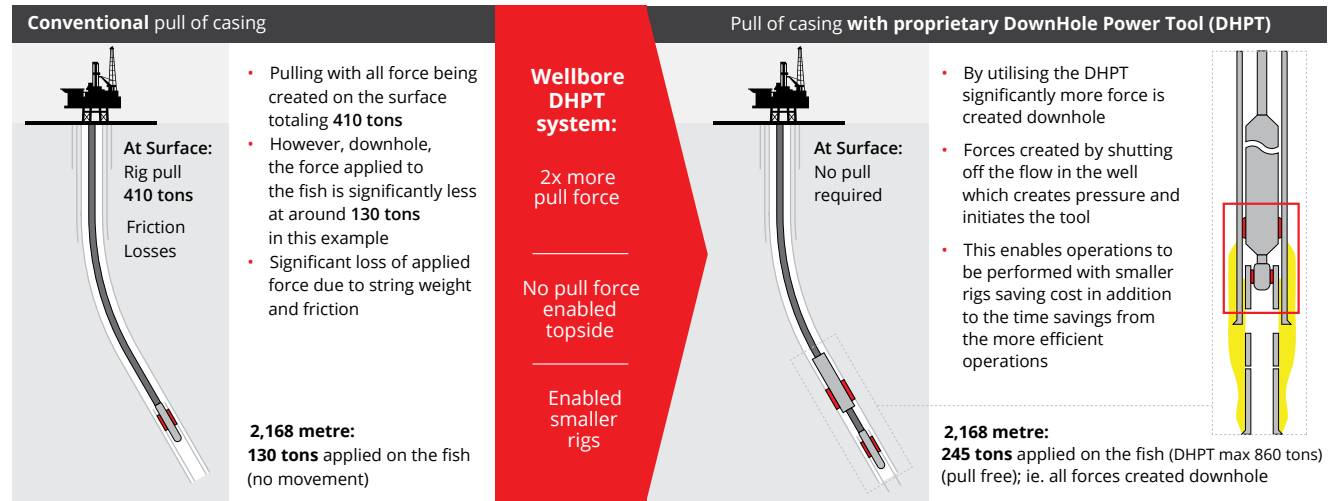 Conventional pull of casing
At Surface:
Rig pull
410 tons
Friction
Losses
• Pulling with all force being
created on the surface
totaling 410 tons
• However, downhole,
the force applied to
the fish is significantly less
at around 130 tons
in this example
• Significant loss of applied
force due to string weight
and friction
2,168 metre:
130 tons applied on the fish
(no movement)
Wellbore
DHPT
system:
2x more
pull force
No pull force
enabled
topside
Enabled
smaller
rigs
Pull of casing with proprietary DownHole Power Tool (DHPT)
At Surface:
No pull
required
• By utilising the DHPT
significantly more force is
created downhole
• Forces created by shutting
off the flow in the well
which creates pressure and
initiates the tool
• This enables operations to
be performed with smaller
rigs saving cost in addition
to the time savings from
the more efficient
operations
2,168 metre:
245 tons applied on the fish (DHPT max 860 tons)
(pull free); ie. all forces created downhole